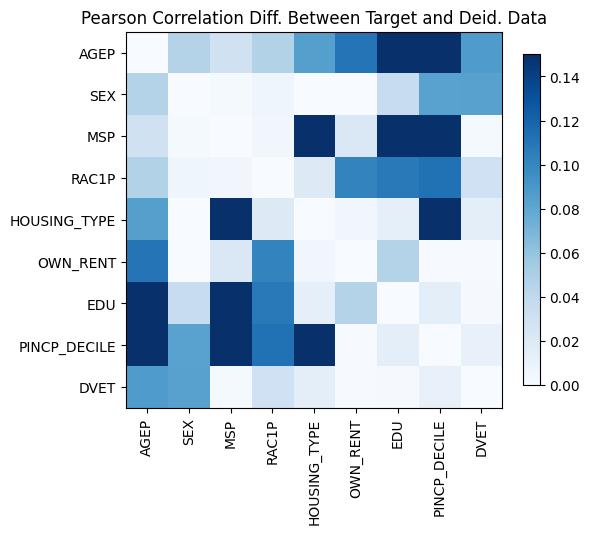 Pearson Correlation Diff. Between Target and Deid. Data
AGEP
SEX
MSP
RAC1P
HOUSING_TYPE
OWN_RENT
EDU
PINCP_DECILE
DVET
AGEP
SEX
MSP
RAC1P
HOUSING_TYPE
OWN_RENT
EDU
PINCP_DECILE
DVET
0.14
0.12
0.10
0.08
0.06
0.04
0.02
0.00